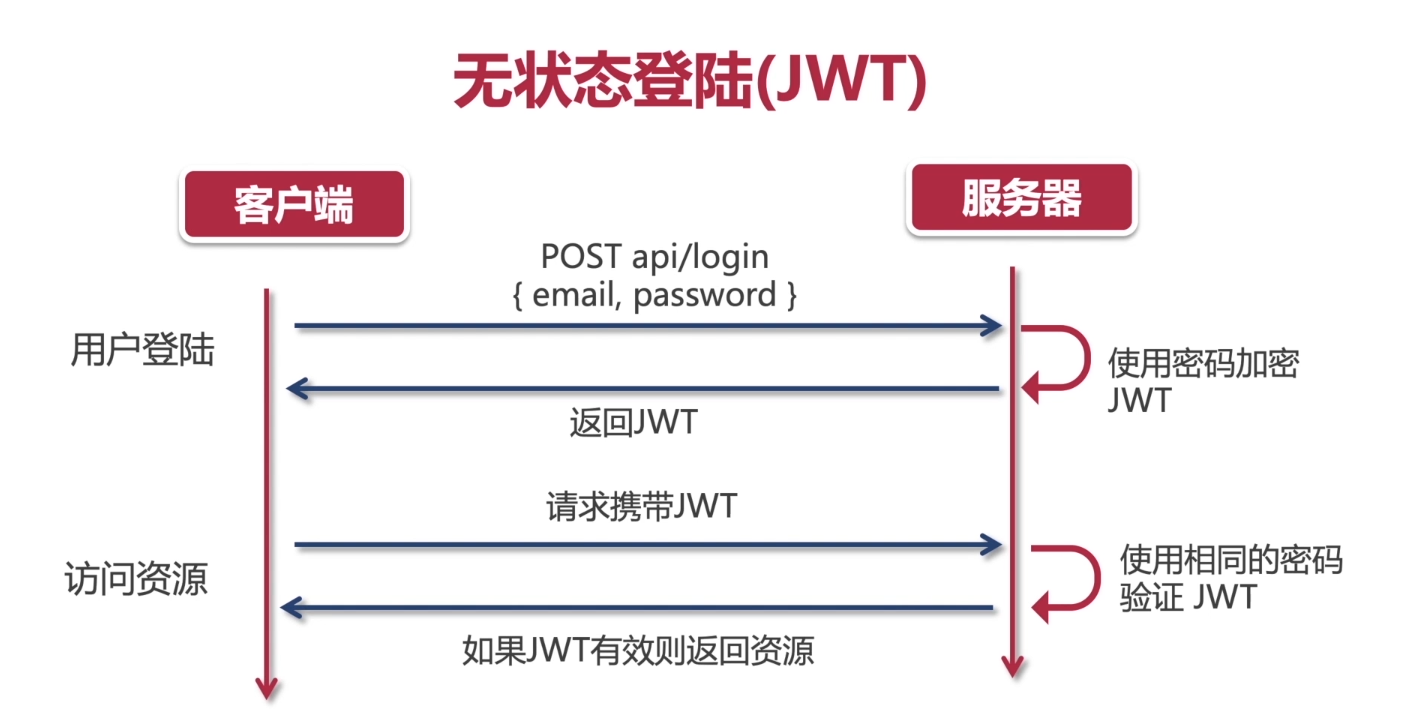 无状态登陆(JWT)
客户端
服务器
POST api/login
{ email, password }
用户登陆
使用密码加密
JWT
返回JWT
请求携带JWT
访问资源
使用相同的密码
验证 JWT
如果JWT有效则返回资源